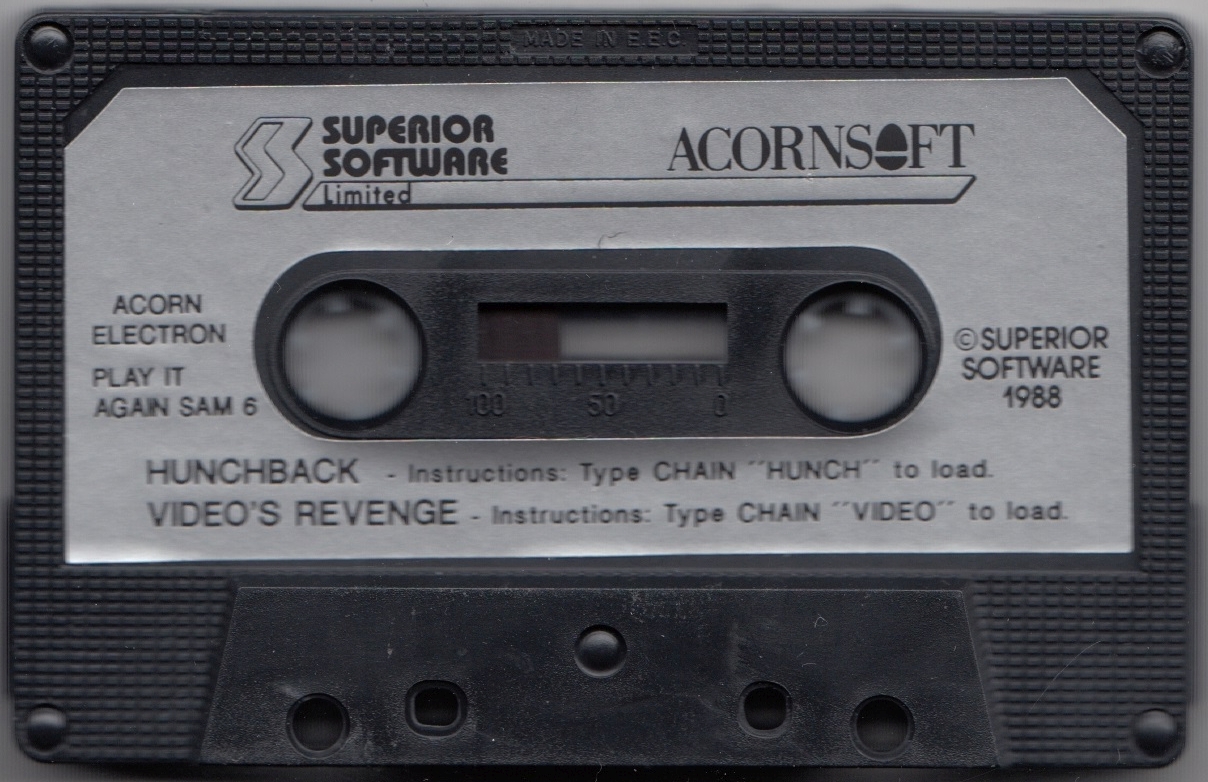 MADE IN E.E.C.
SUPERIOR
SOFTWARE
Limited
ACORNSOFT
ACORN
ELECTRON
PLAY IT
AGAIN SAM 6
100 50 0
©SUPERIOR
SOFTWARE
1988
HUNCHBACK - Instructions: Type CHAIN ˝HUNCH˝ to load.
VIDEO'S REVENGE - Instructions: Type CHAIN ˝VIDEO˝ to load.